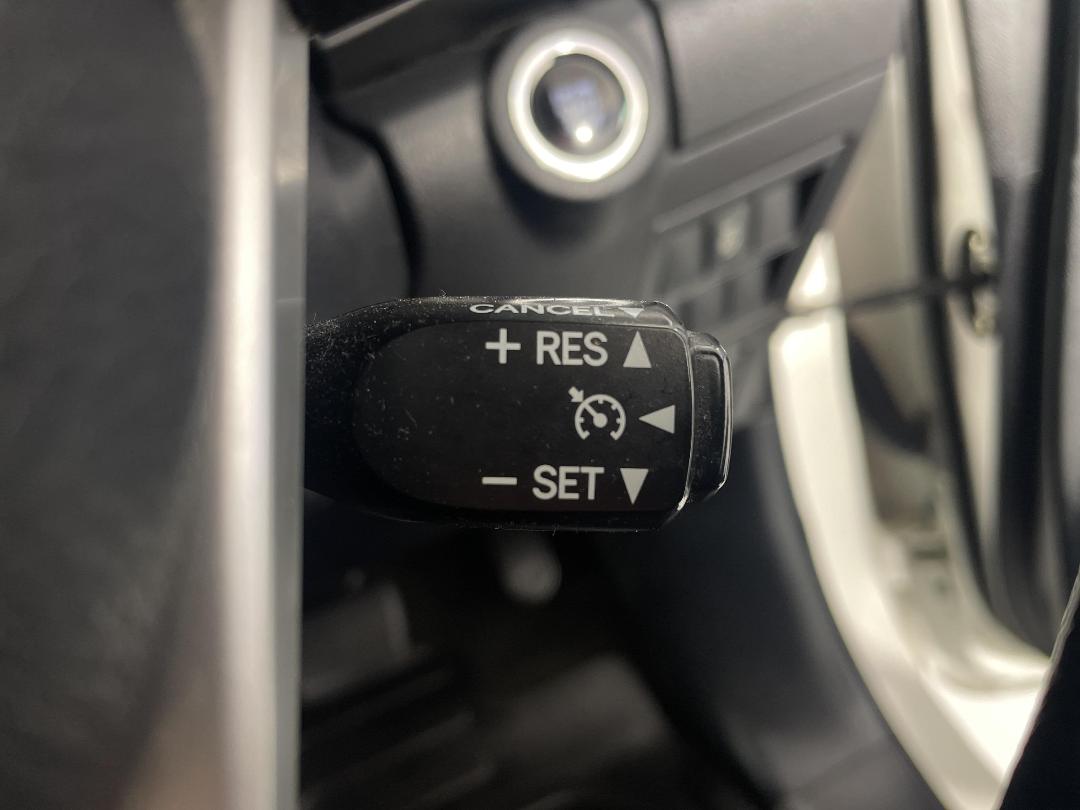 CANCEL ▼
+ RES ▲
◀
− SET ▼